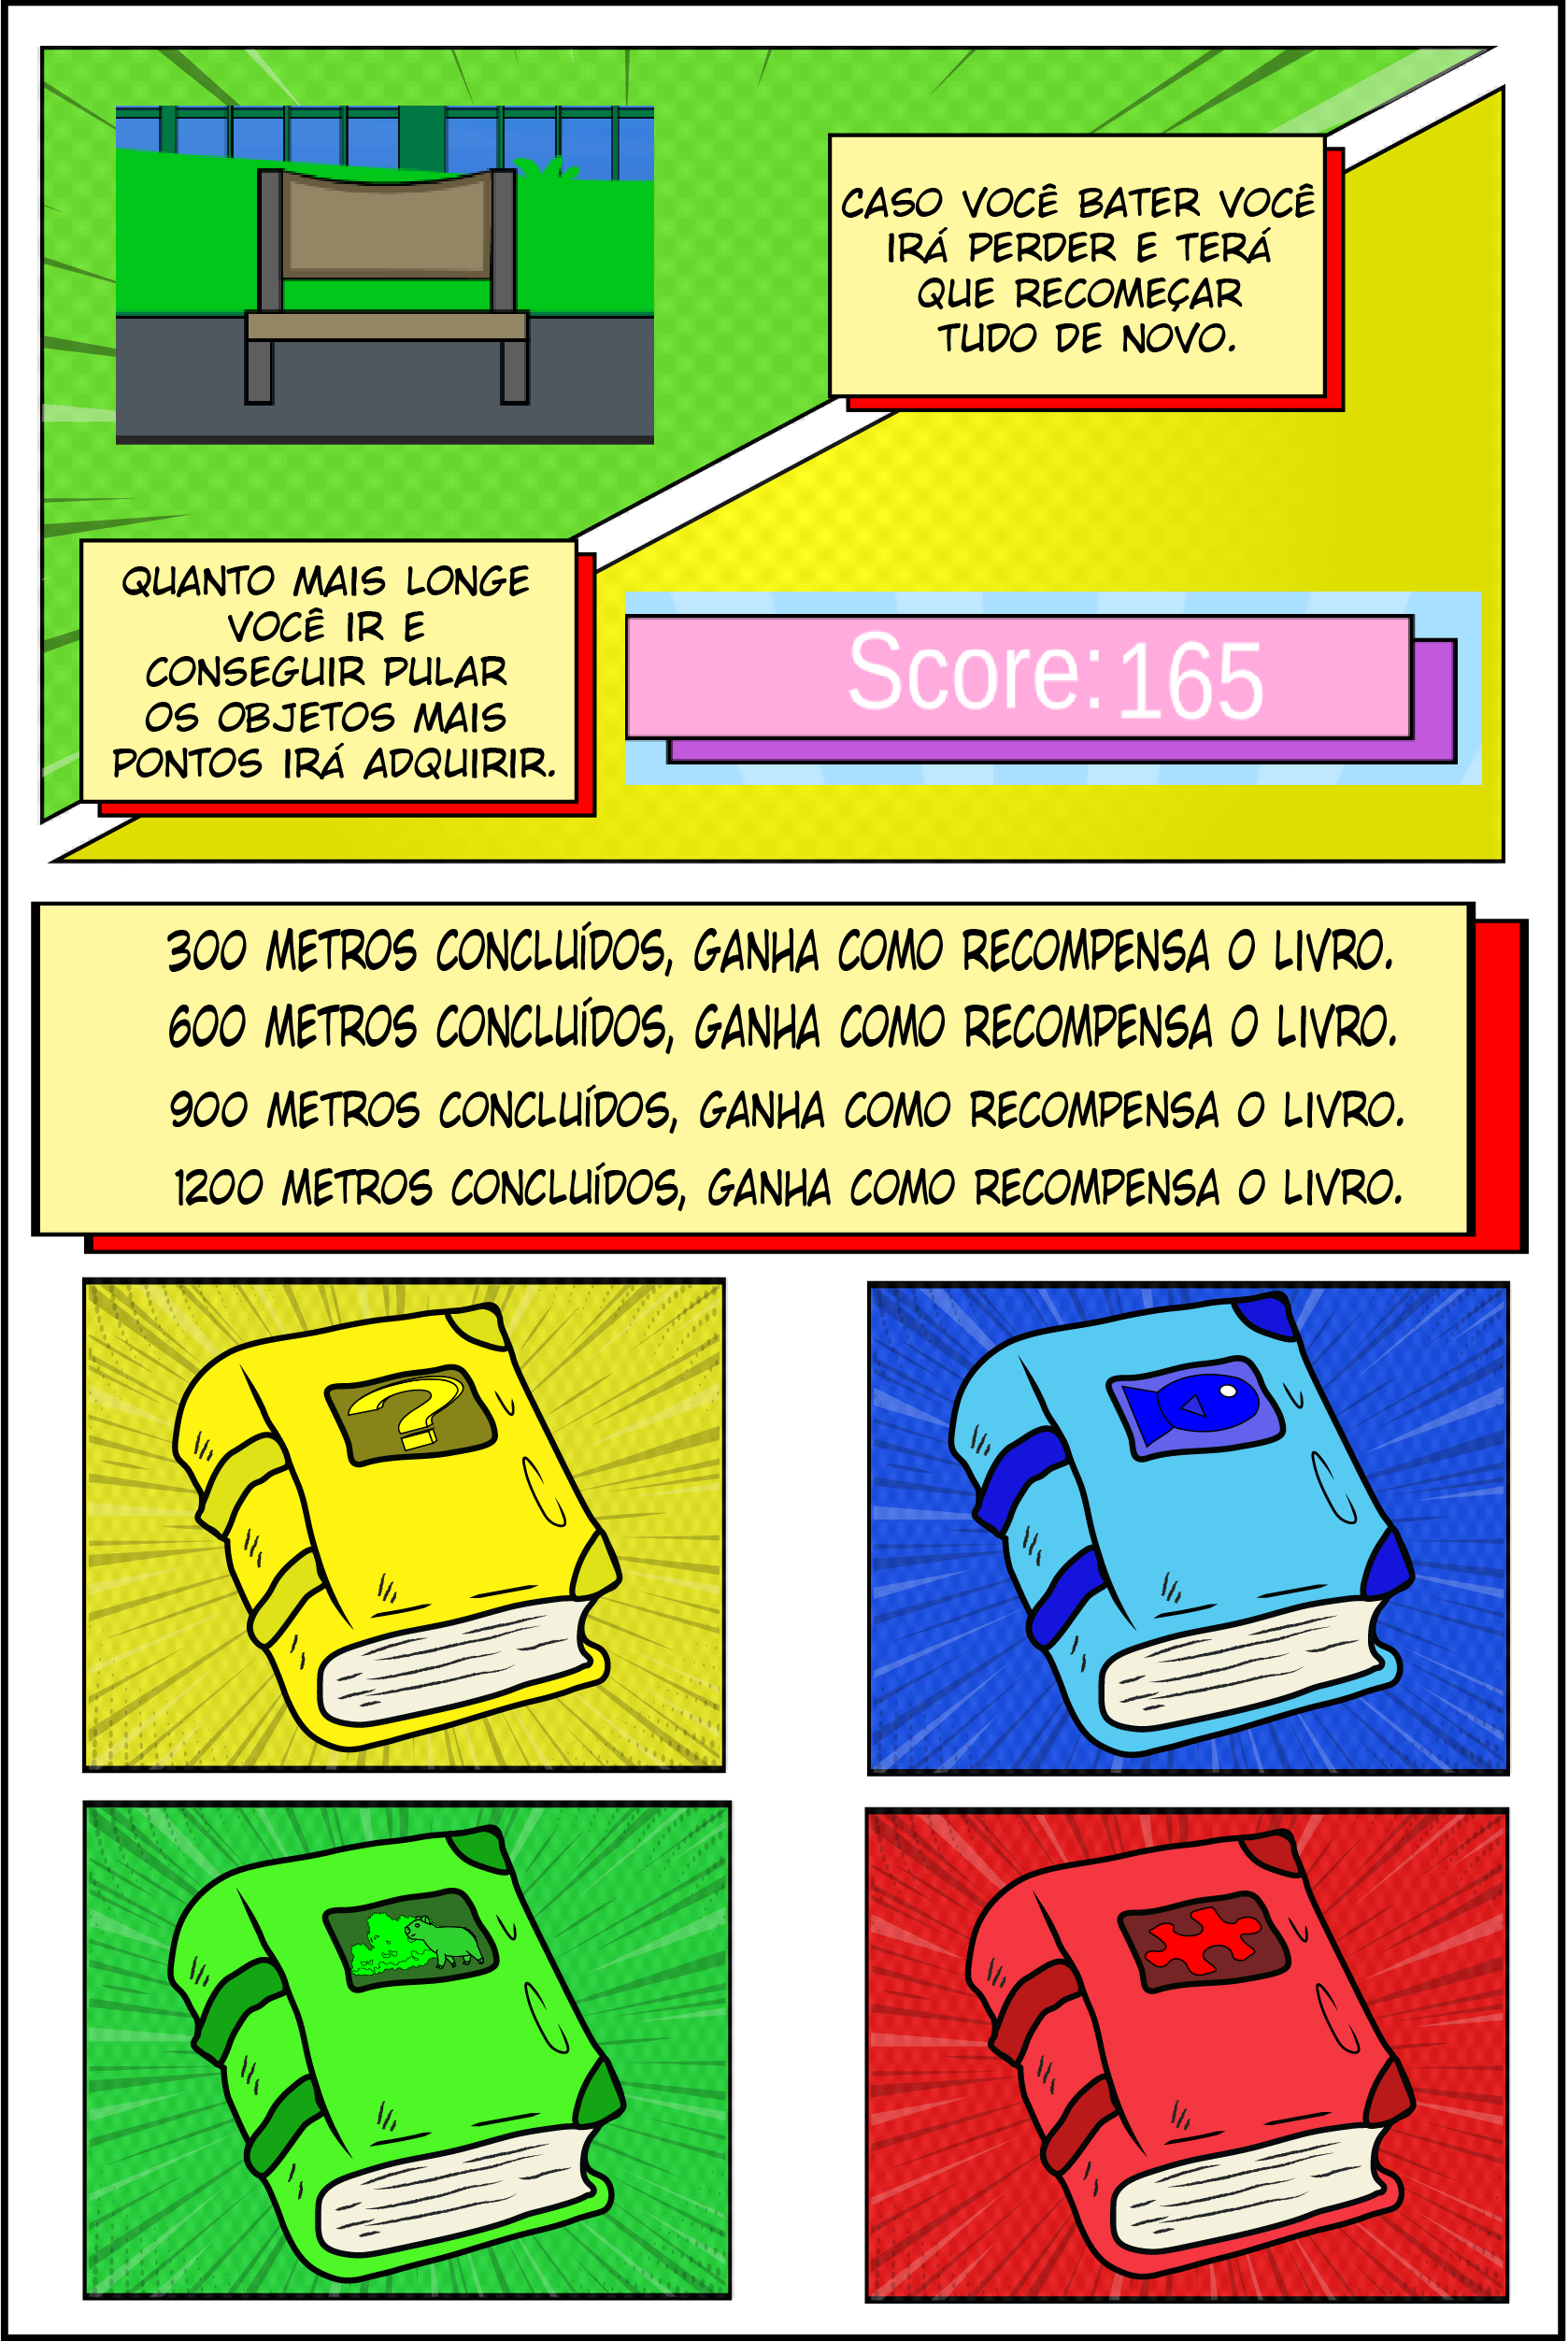 CASO VOCÊ BATER VOCÊ
IRÁ PERDER E TERÁ
QUE RECOMEÇAR
TUDO DE NOVO.
QUANTO MAIS LONGE
VOCÊ IR E
CONSEGUIR PULAR
OS OBJETOS MAIS
PONTOS IRÁ ADQUIRIR.
Score: 165
300 METROS CONCLUÍDOS, GANHA COMO RECOMPENSA O LIVRO.
600 METROS CONCLUÍDOS, GANHA COMO RECOMPENSA O LIVRO.
900 METROS CONCLUÍDOS, GANHA COMO RECOMPENSA O LIVRO.
1200 METROS CONCLUÍDOS, GANHA COMO RECOMPENSA O LIVRO.
?